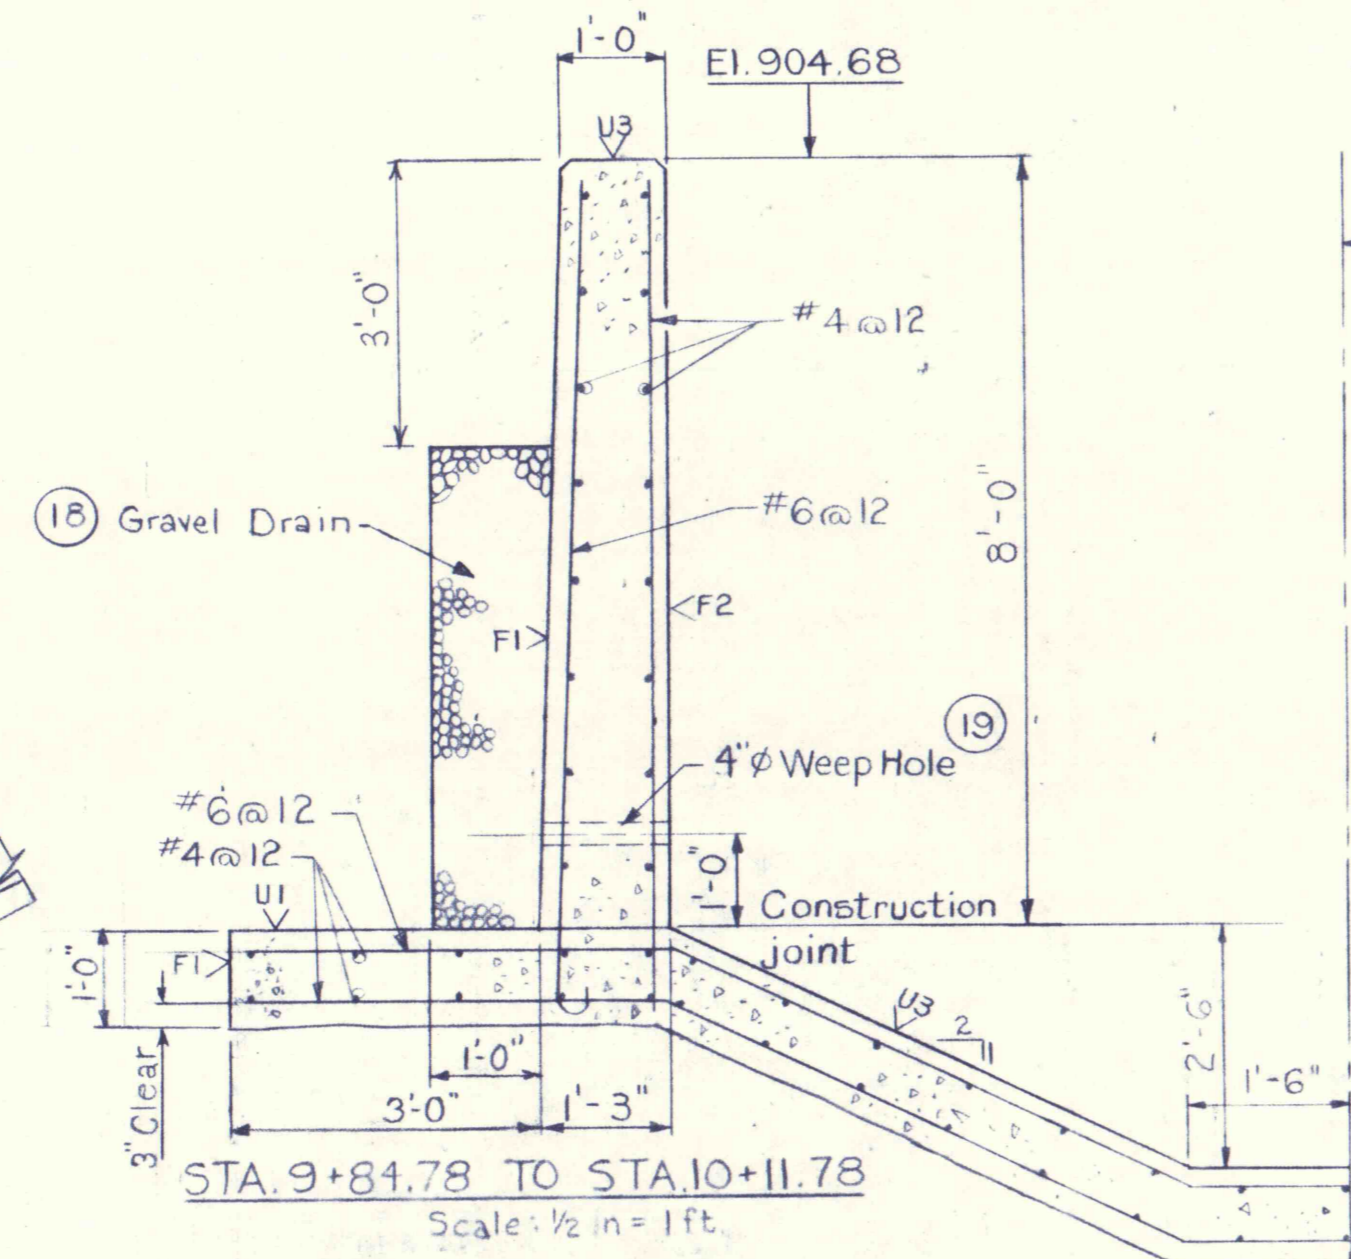 1'-0"
El. 904.68
U3
3'-0"
#4@12
8'-0"
#6@12
18 Gravel Drain
F2
F1
19
4"φ Weep Hole
#6@12
#4@12
U1
1'-0"
Construction
joint
F1
1'-0"
U3
2
1
2'-6"
1'-6"
1'-0"
3'-0"
1'-3"
3" Clear
STA. 9+84.78 TO STA. 10+11.78
Scale: 1/2 in = 1 ft.